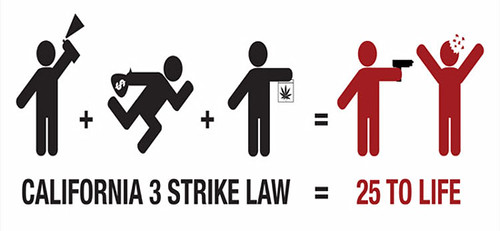 $
+ + =
CALIFORNIA 3 STRIKE LAW = 25 TO LIFE